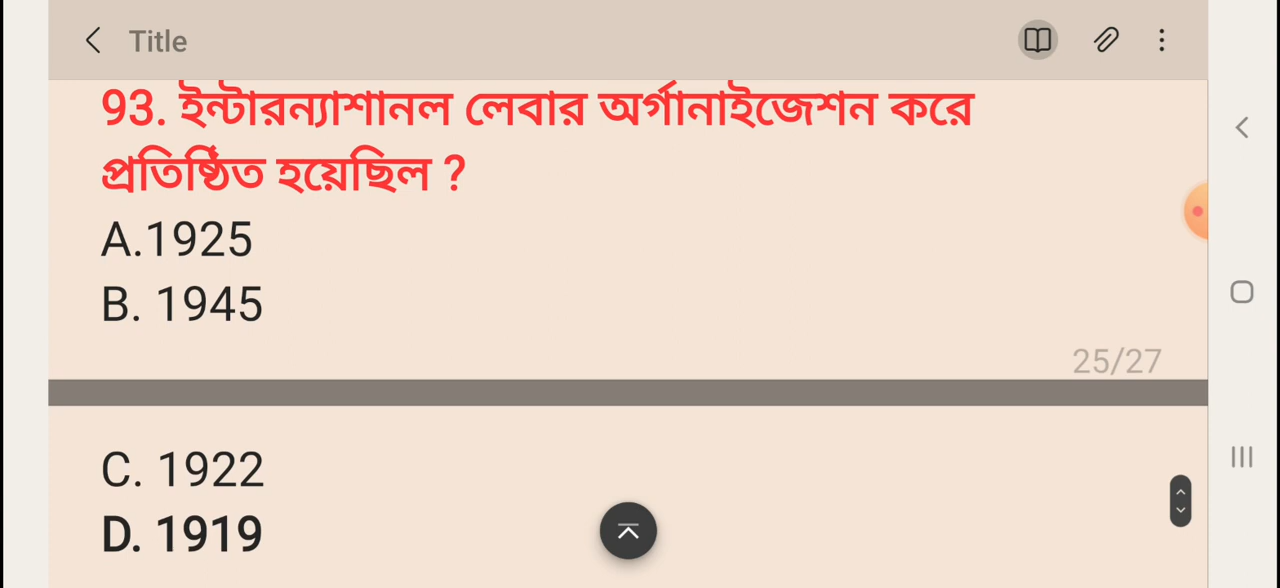 Title
93. ইন্টারন্যাশানল লেবার অর্গানাইজেশন করে
প্রতিষ্ঠিত হয়েছিল ?
A.1925
B. 1945
25/27
C. 1922
D. 1919